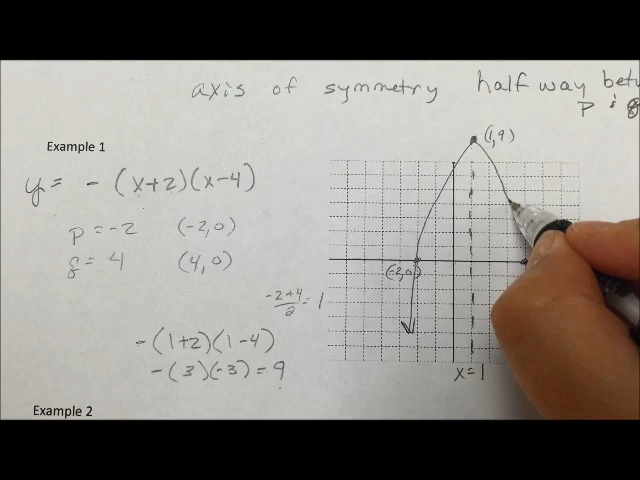 axis of symmetry half way
p & q
Example 1
(1,9)
y = - (x+2)(x-4)
p = -2 (-2,0)
q = 4 (4,0)
(-2,0)
-2+4/2 = 1
-(1+2)(1-4)
-(3)(-3) = 9
x=1
Example 2